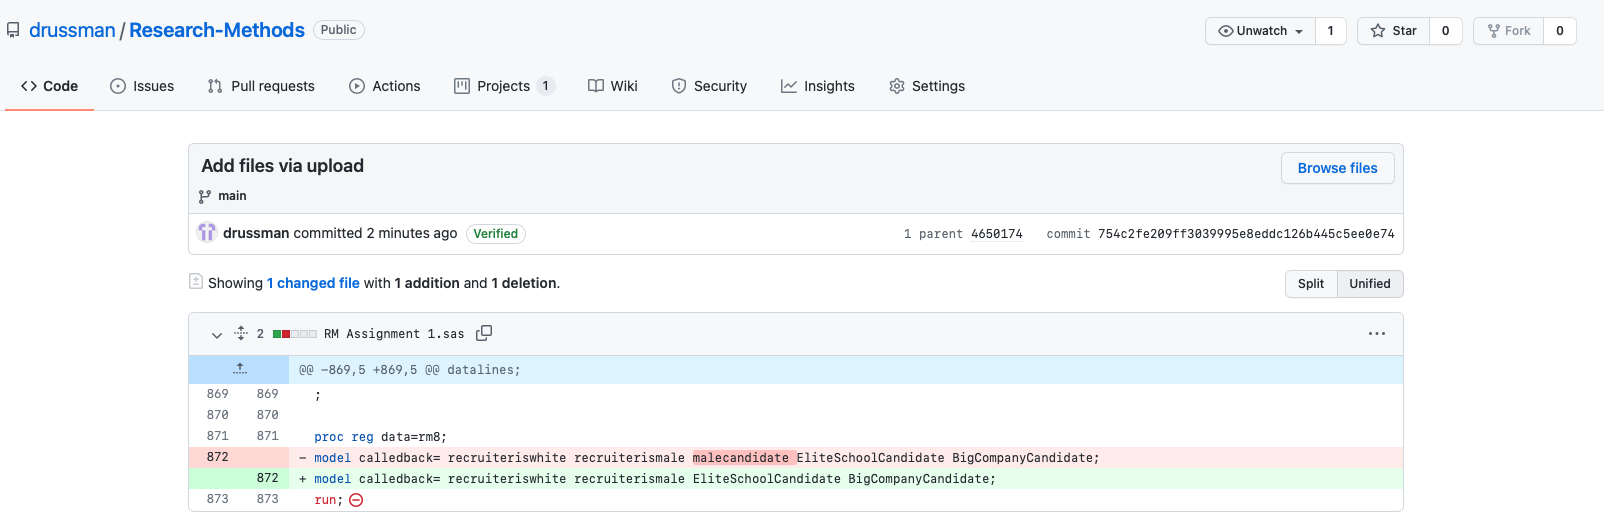 drussman / Research-Methods Public Unwatch 1 Star 0 Fork 0
Code Issues Pull requests Actions Projects 1 Wiki Security Insights Settings
Add files via upload Browse files
main
drussman committed 2 minutes ago Verified 1 parent 4650174 commit 754c2fe209ff3039995e8eddc126b445c5ee0e74
Showing 1 changed file with 1 addition and 1 deletion. Split Unified
2 RM Assignment 1.sas
@@ -869,5 +869,5 @@ datalines;
869 869 ;
870 870
871 871 proc reg data=rm8;
872 - model calledback= recruiteriswhite recruiterismale malecandidate EliteSchoolCandidate BigCompanyCandidate;
872 + model calledback= recruiteriswhite recruiterismale EliteSchoolCandidate BigCompanyCandidate;
873 873 run;